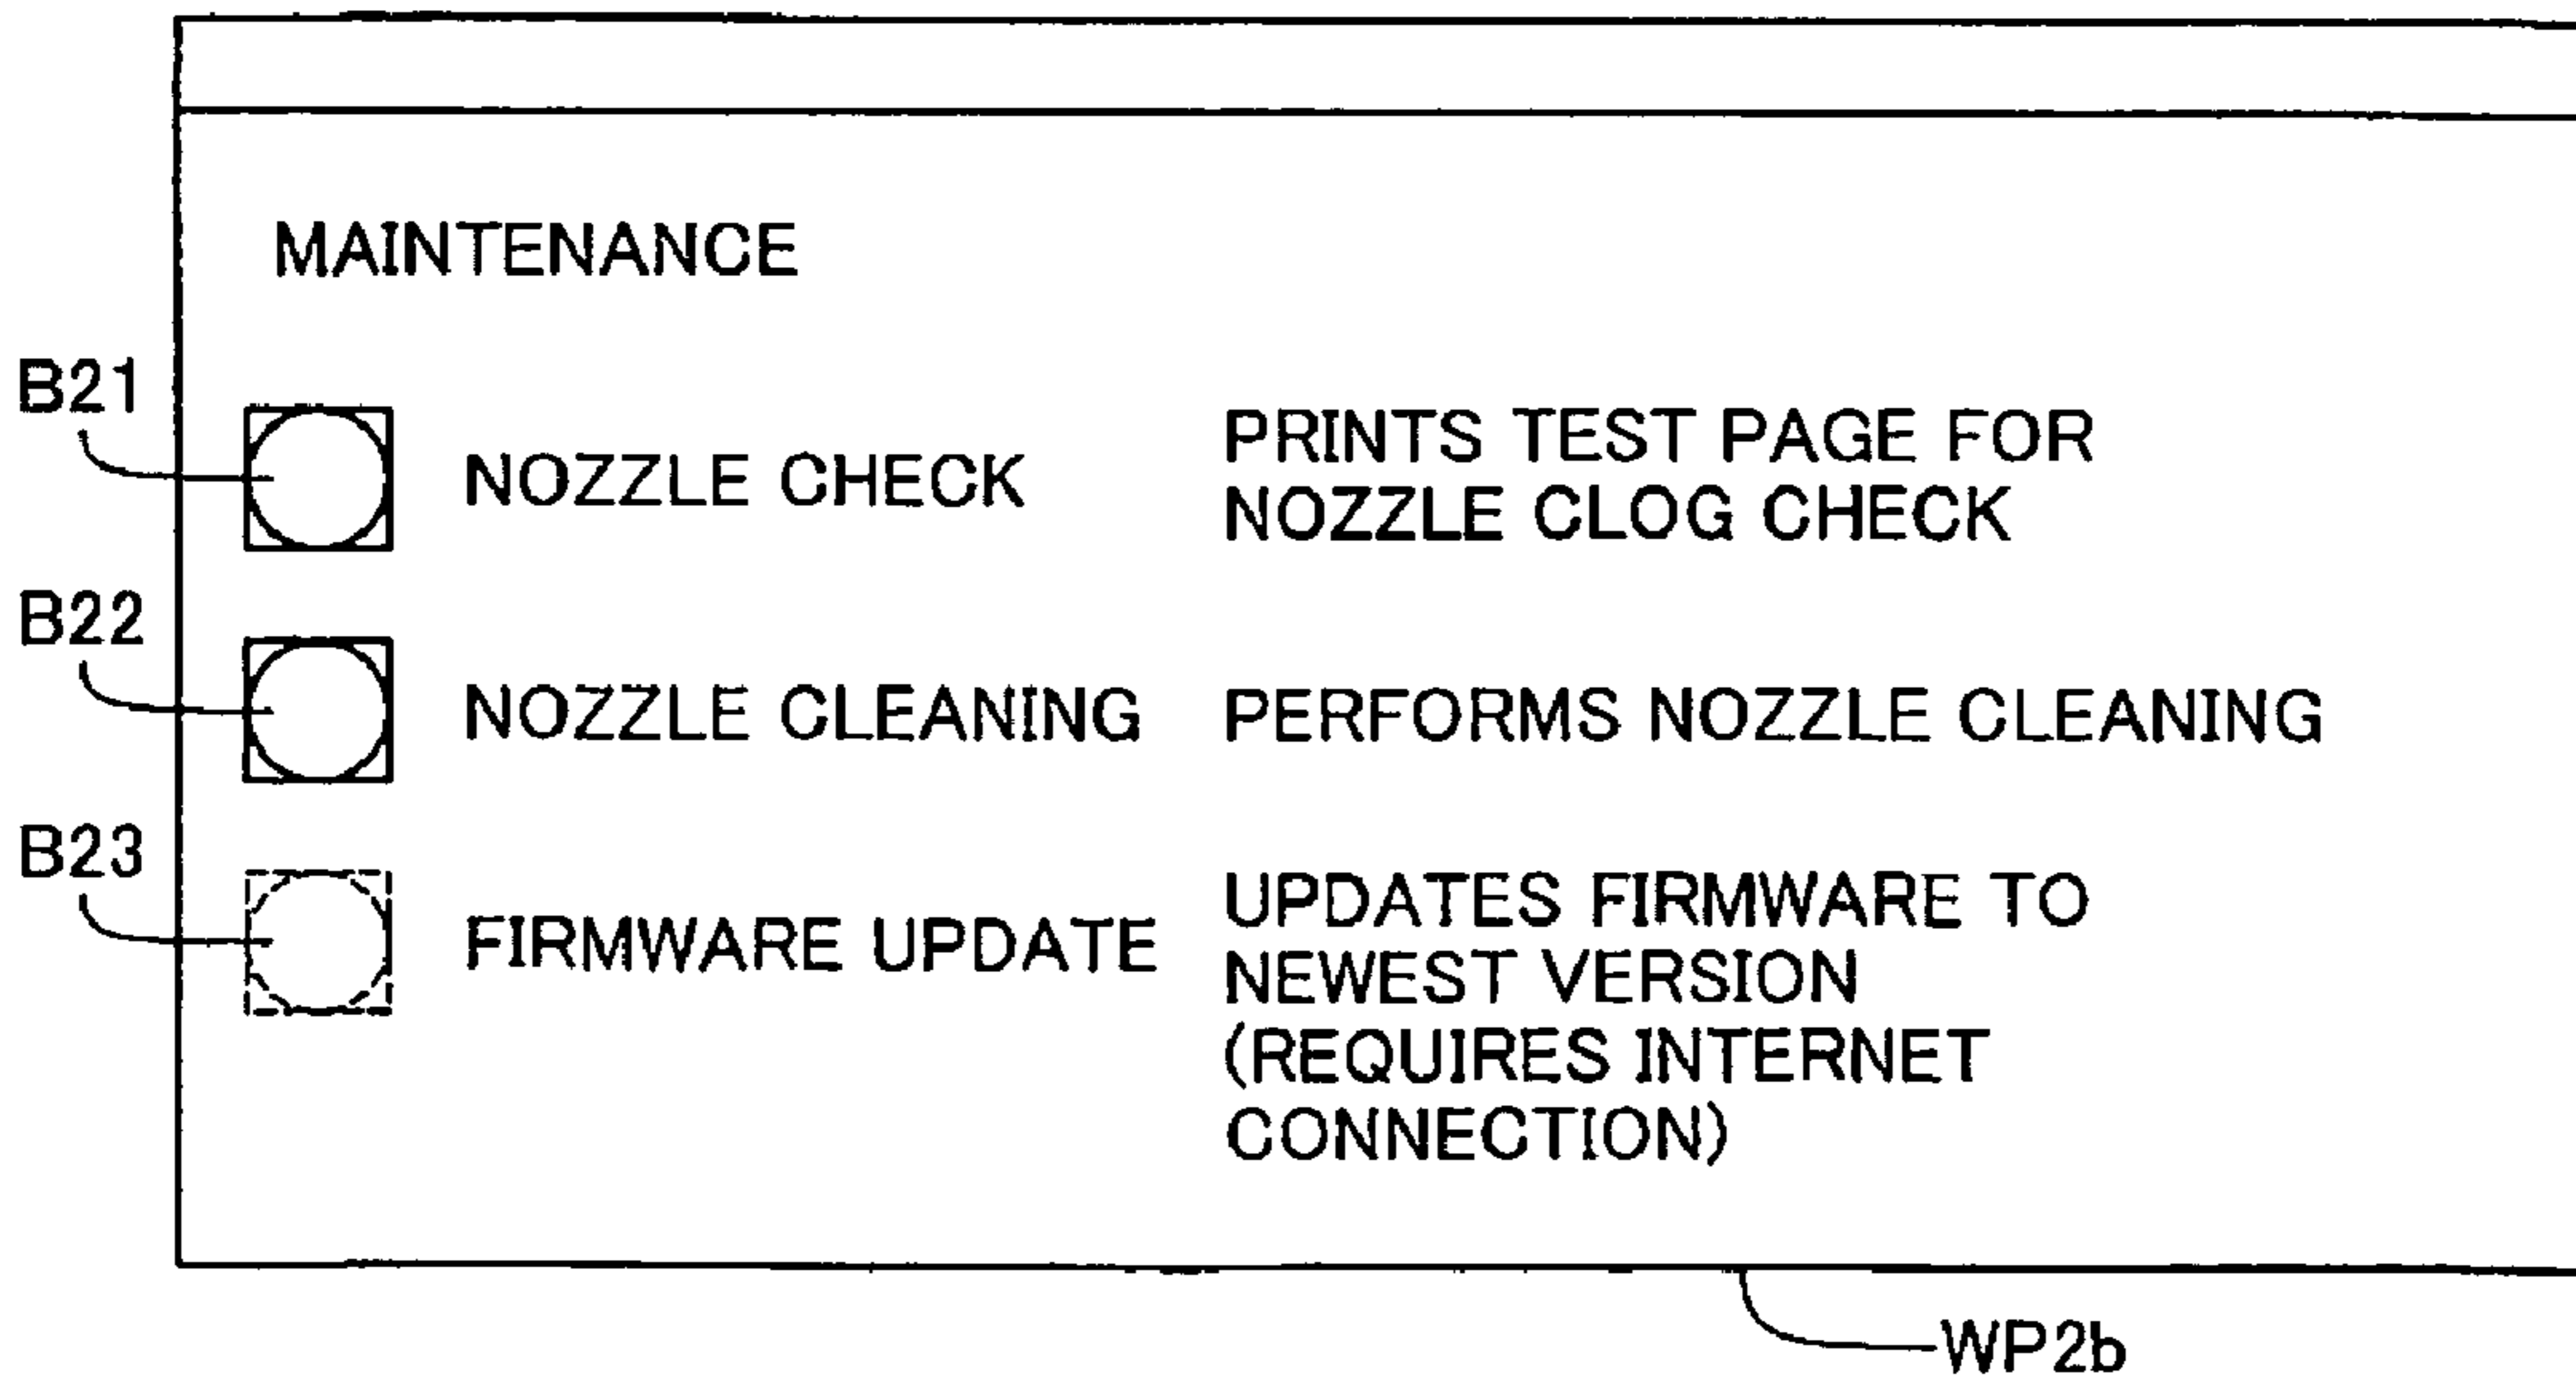 MAINTENANCE
B21
NOZZLE CHECK
PRINTS TEST PAGE FOR
NOZZLE CLOG CHECK
B22
NOZZLE CLEANING
PERFORMS NOZZLE CLEANING
B23
FIRMWARE UPDATE
UPDATES FIRMWARE TO
NEWEST VERSION
(REQUIRES INTERNET
CONNECTION)
WP2b